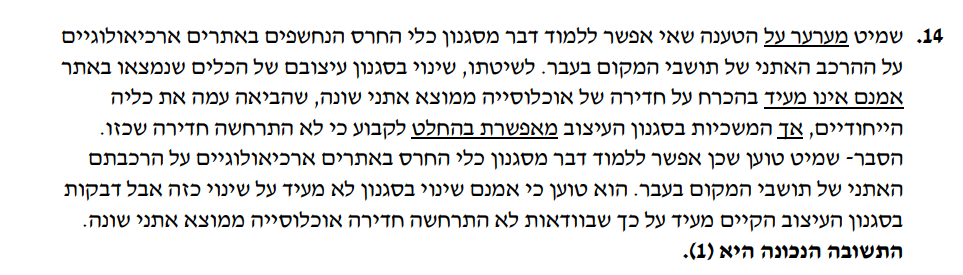 14. שמיט מערער על הטענה שאי אפשר ללמוד דבר מסגנון כלי החרס הנחשפים באתרים ארכיאולוגיים
על ההרכב האתני של תושבי המקום בעבר. לשיטתו, שינוי בסגנון עיצובם של הכלים שנמצאו באתר
אמנם אינו מעיד בהכרח על חדירה של אוכלוסייה ממוצא אתני שונה, שהביאה עמה את כליה
הייחודיים, אך המשכיות בסגנון העיצוב מאפשרת בהחלט לקבוע כי לא התרחשה חדירה שכזו.
הסבר- שמיט טוען שכן אפשר ללמוד דבר מסגנון כלי החרס באתרים ארכיאולוגיים על הרכבתם
האתני של תושבי המקום בעבר. הוא טוען כי אמנם שינוי בסגנון לא מעיד על שינוי כזה אבל דבקות
בסגנון העיצוב הקיים מעיד על כך שבוודאות לא התרחשה חדירה אוכלוסייה ממוצא אתני שונה.
התשובה הנכונה היא (1).